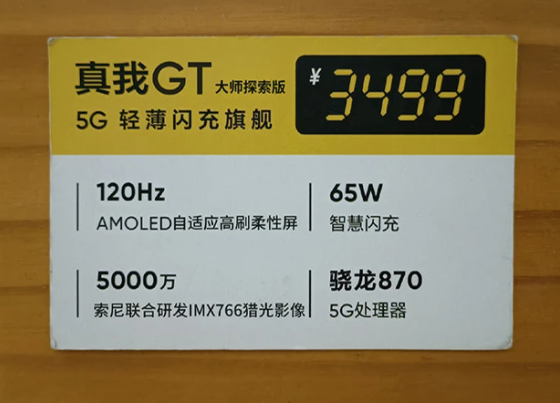 真我GT 大师探索版
¥3499
5G 轻薄闪充旗舰
120Hz
AMOLED自适应高刷柔性屏
65W
智慧闪充
5000万
索尼联合研发IMX766猎光影像
骁龙870
5G处理器